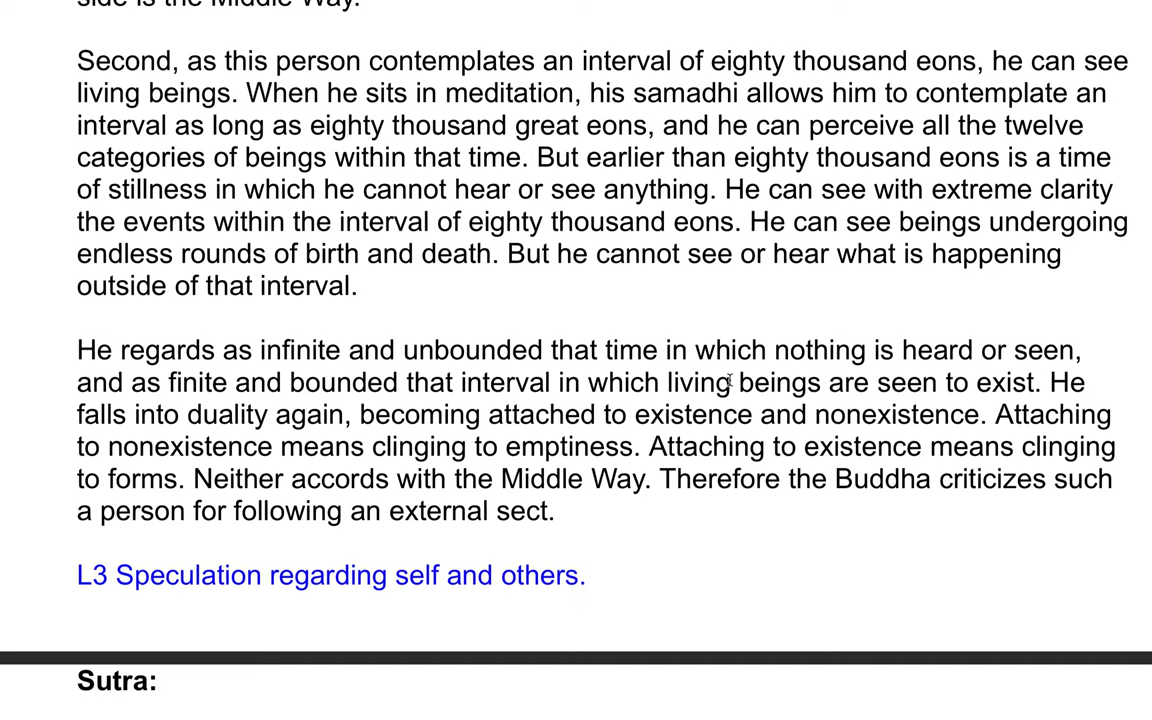 side is the Middle Way.
Second, as this person contemplates an interval of eighty thousand eons, he can see
living beings. When he sits in meditation, his samadhi allows him to contemplate an
interval as long as eighty thousand great eons, and he can perceive all the twelve
categories of beings within that time. But earlier than eighty thousand eons is a time
of stillness in which he cannot hear or see anything. He can see with extreme clarity
the events within the interval of eighty thousand eons. He can see beings undergoing
endless rounds of birth and death. But he cannot see or hear what is happening
outside of that interval.
He regards as infinite and unbounded that time in which nothing is heard or seen,
and as finite and bounded that interval in which living beings are seen to exist. He
falls into duality again, becoming attached to existence and nonexistence. Attaching
to nonexistence means clinging to emptiness. Attaching to existence means clinging
to forms. Neither accords with the Middle Way. Therefore the Buddha criticizes such
a person for following an external sect.
L3 Speculation regarding self and others.
Sutra: